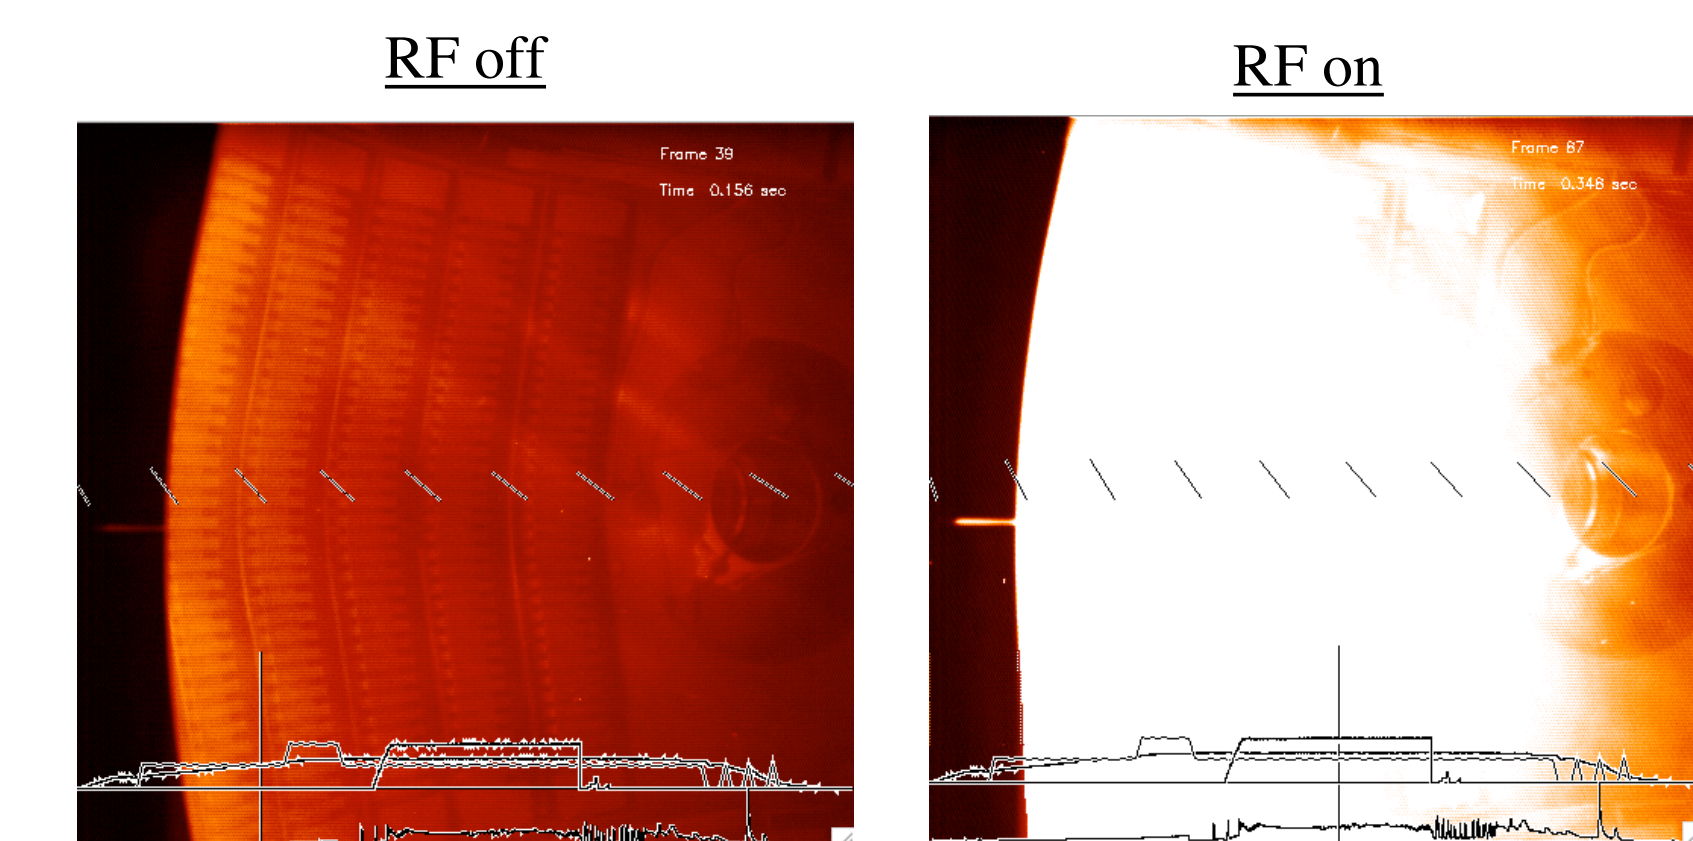 RF off
RF on
Frame 39
Time 0.156 sec
Frame 87
Time 0.348 sec